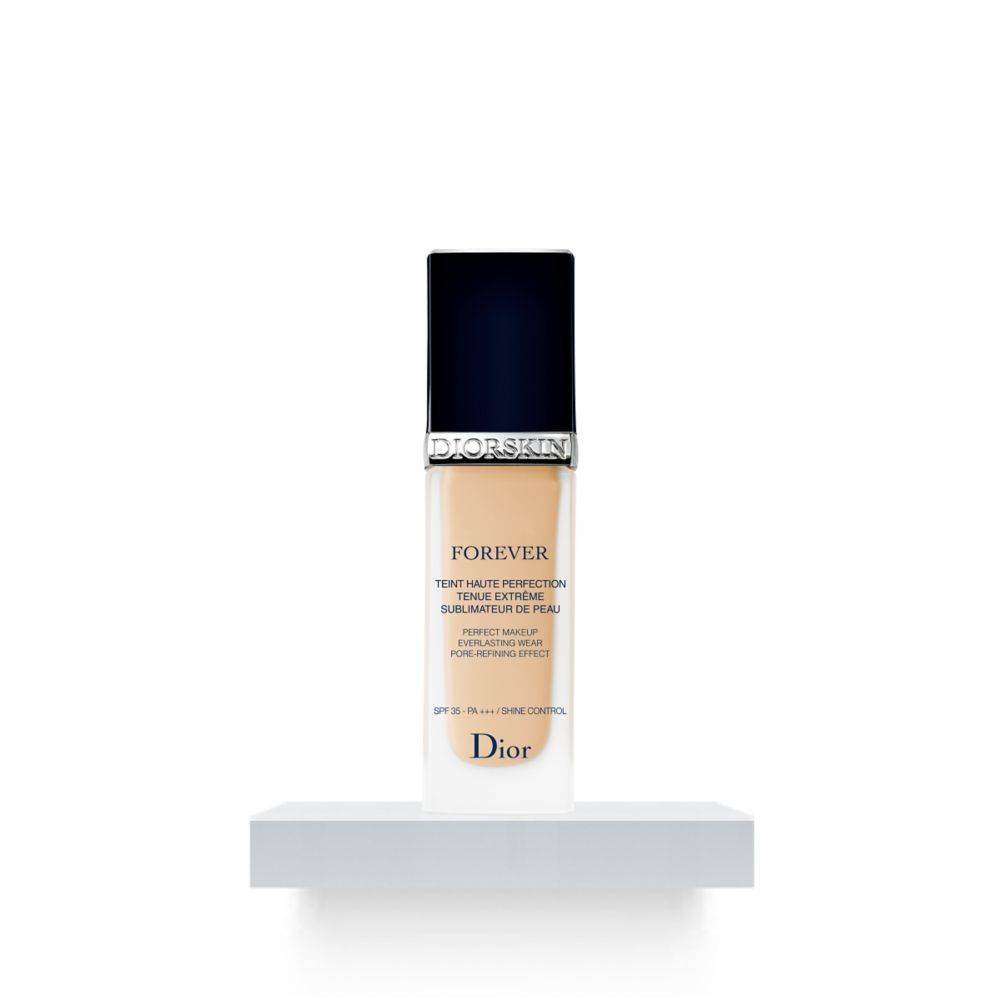 DIORSKIN
FOREVER
TEINT HAUTE PERFECTION
TENUE EXTRÊME
SUBLIMATEUR DE PEAU
PERFECT MAKEUP
EVERLASTING WEAR
PORE-REFINING EFFECT
SPF 35 - PA +++ / SHINE CONTROL
Dior